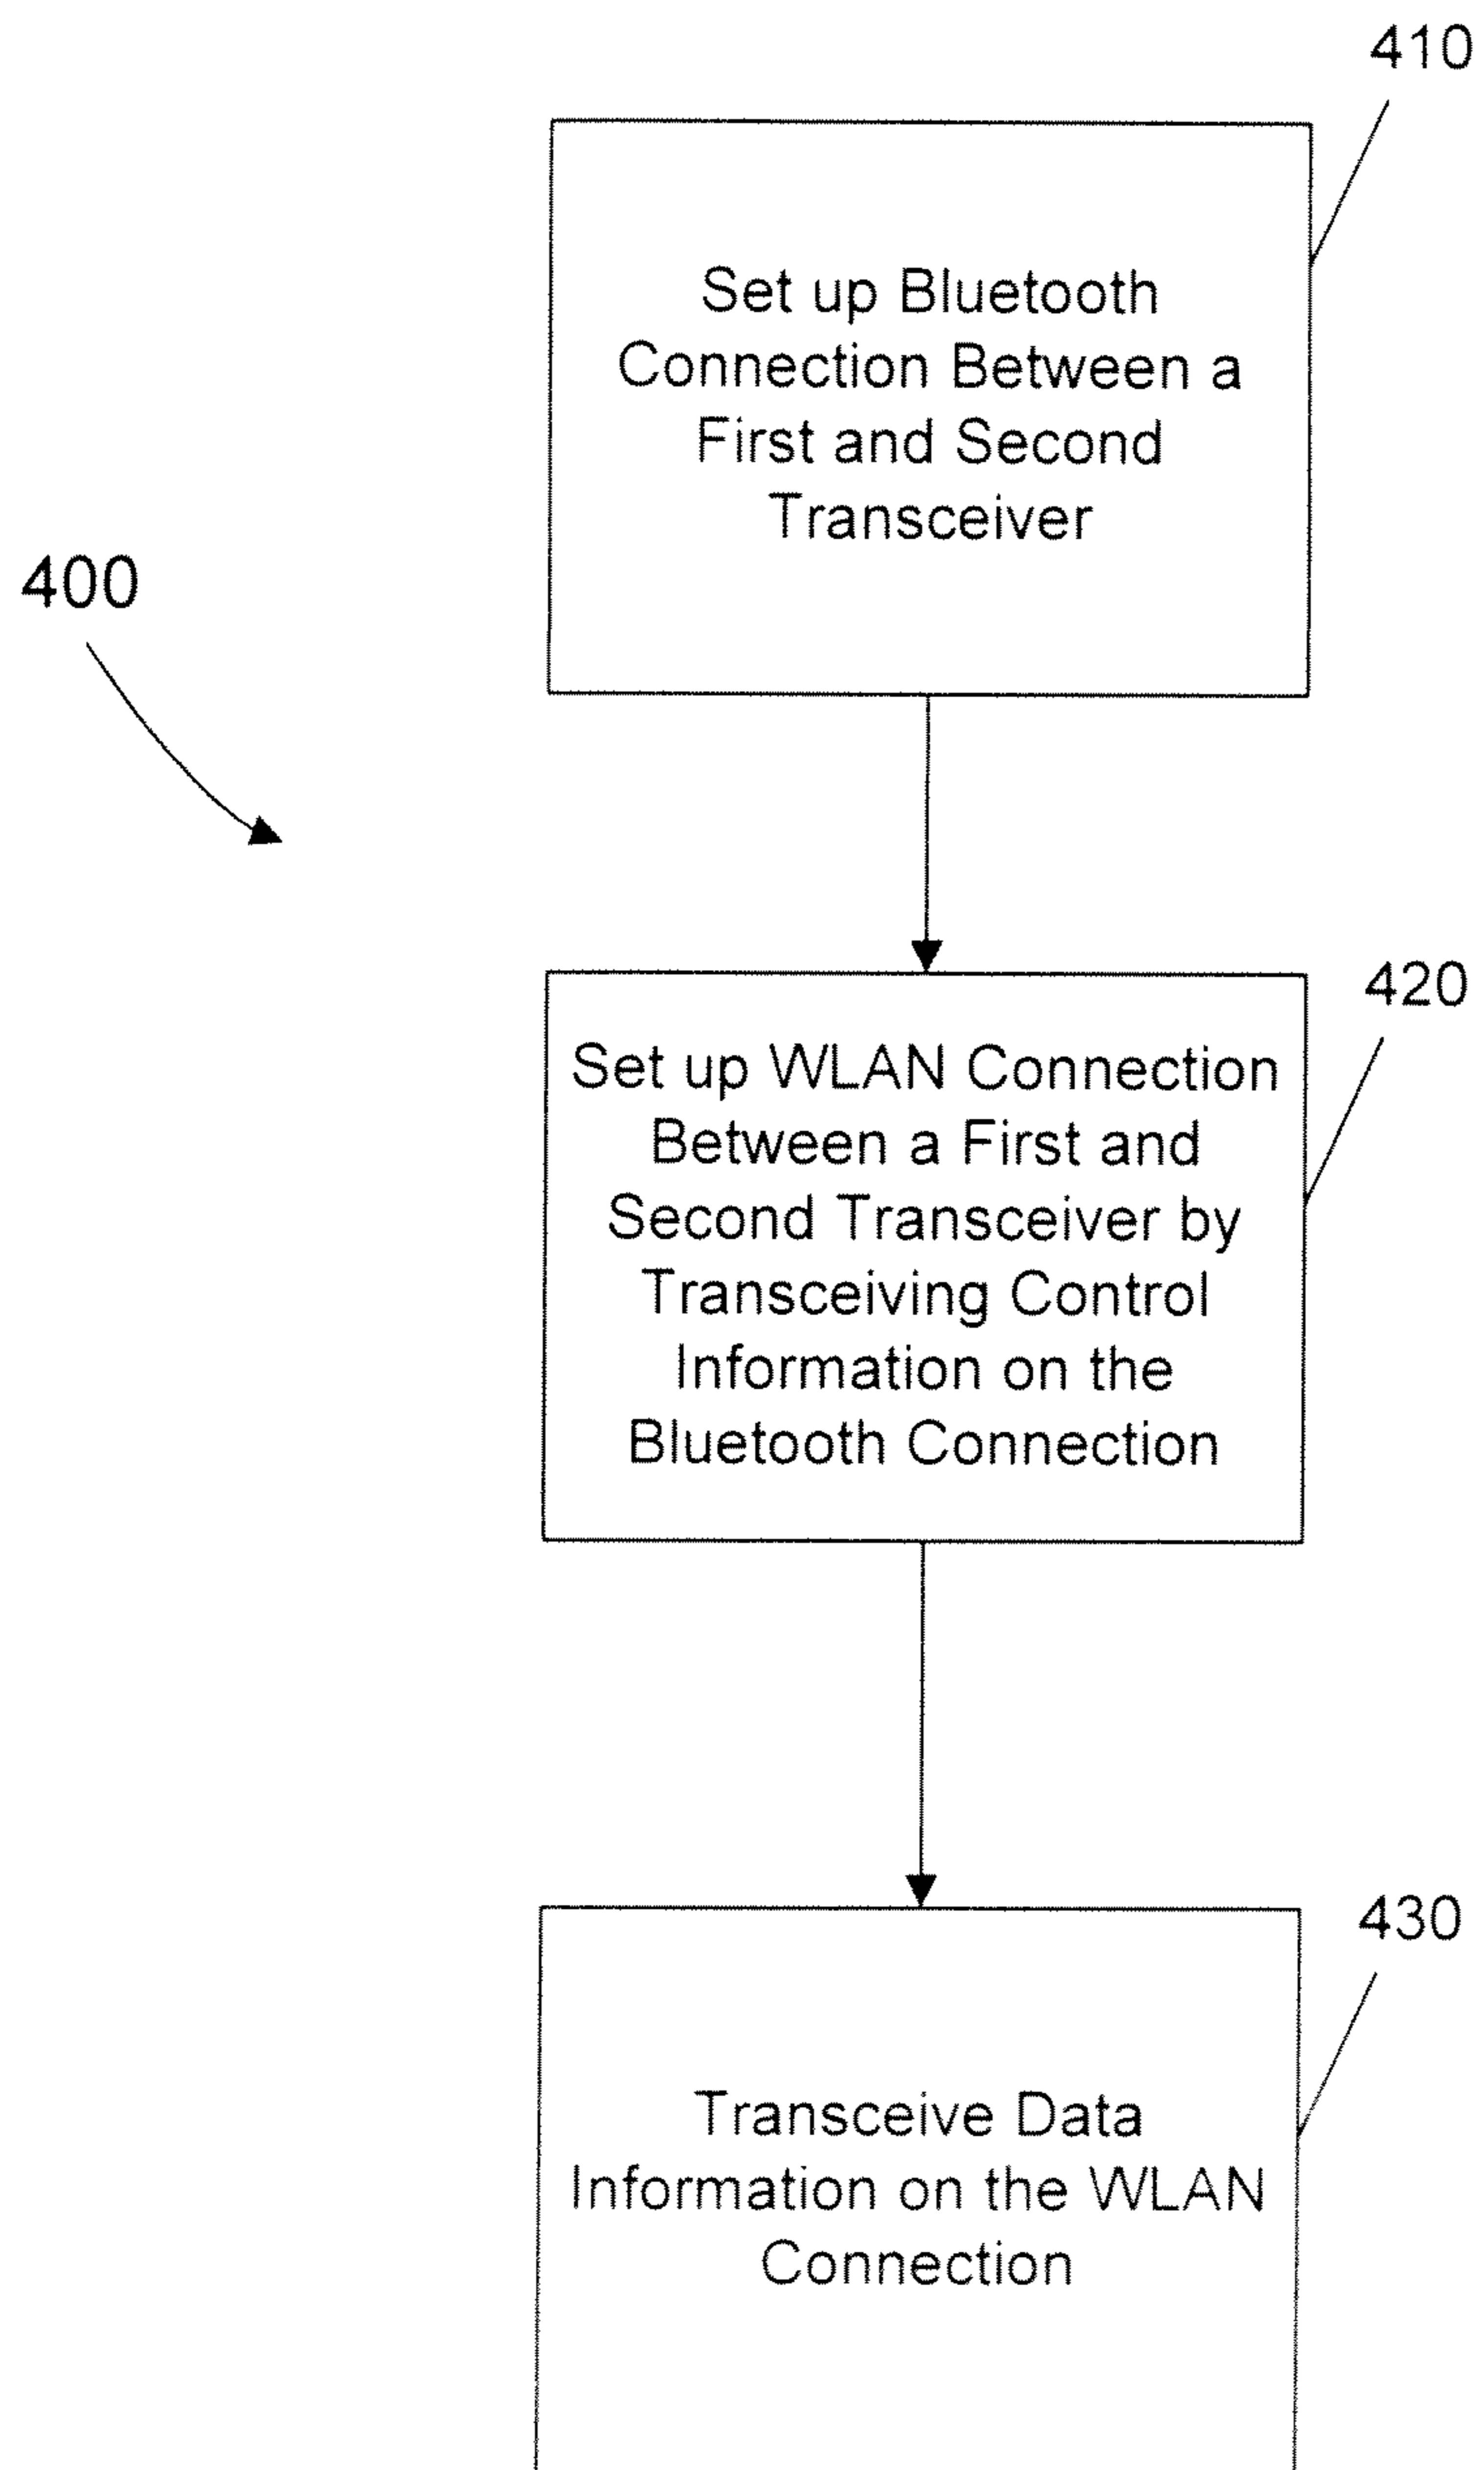 410
Set up Bluetooth
Connection Between a
First and Second
Transceiver
400
420
Set up WLAN Connection
Between a First and
Second Transceiver by
Transceiving Control
Information on the
Bluetooth Connection
430
Transceive Data
Information on the WLAN
Connection